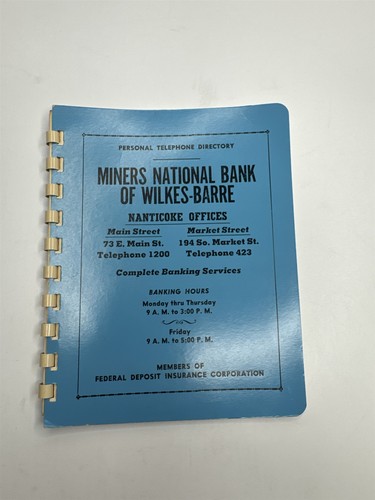 PERSONAL TELEPHONE DIRECTORY
MINERS NATIONAL BANK
OF WILKES-BARRE
NANTICOKE OFFICES
Main Street Market Street
73 E. Main St. 194 So. Market St.
Telephone 1200 Telephone 423
Complete Banking Services
BANKING HOURS
Monday thru Thursday
9 A. M. to 3:00 P. M.
Friday
9 A. M. to 5:00 P. M.
MEMBERS OF
FEDERAL DEPOSIT INSURANCE CORPORATION